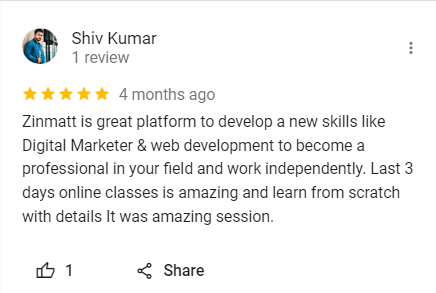 Shiv Kumar
1 review
4 months ago
Zinmatt is great platform to develop a new skills like
Digital Marketer & web development to become a
professional in your field and work independently. Last 3
days online classes is amazing and learn from scratch
with details It was amazing session.
1
Share